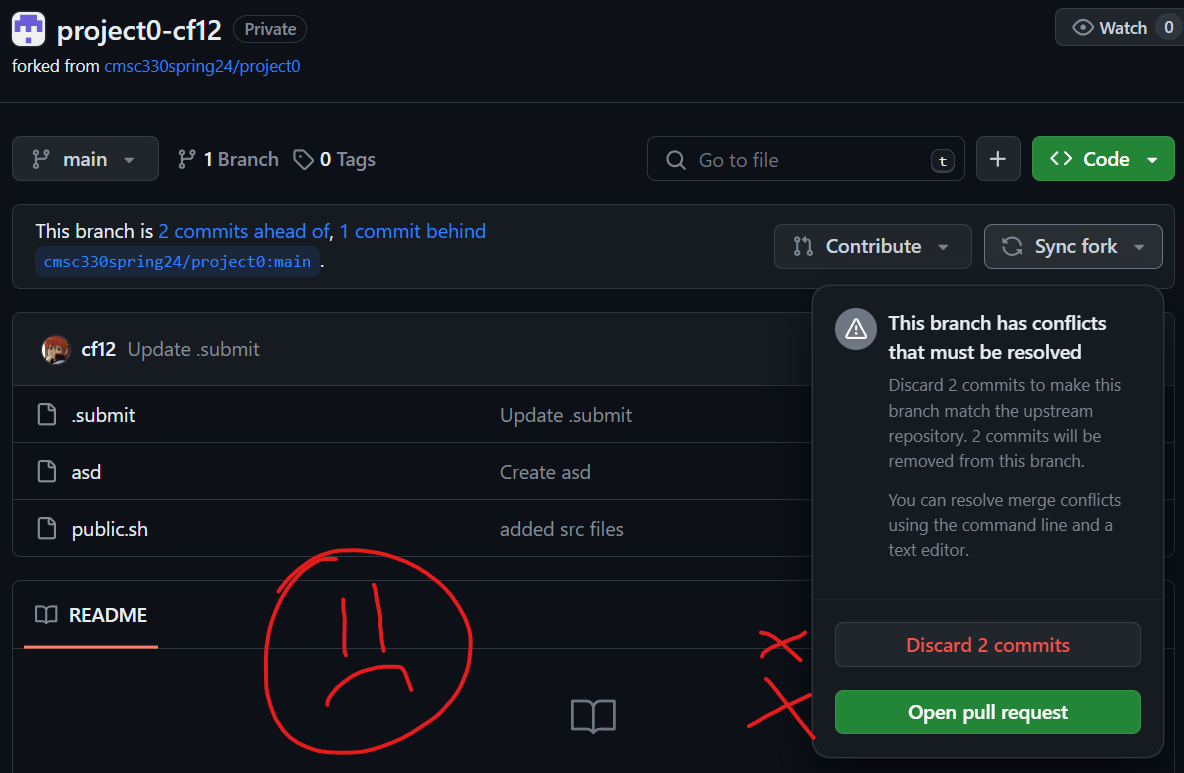 project0-cf12 Private Watch 0
forked from cmsc330spring24/project0
main 1 Branch 0 Tags Go to file t + Code
This branch is 2 commits ahead of, 1 commit behind
cmsc330spring24/project0:main .
Contribute Sync fork
This branch has conflicts
that must be resolved
Discard 2 commits to make this
branch match the upstream
repository. 2 commits will be
removed from this branch.
You can resolve merge conflicts
using the command line and a
text editor.
Discard 2 commits
Open pull request
cf12 Update .submit
.submit Update .submit
asd Create asd
public.sh added src files
README